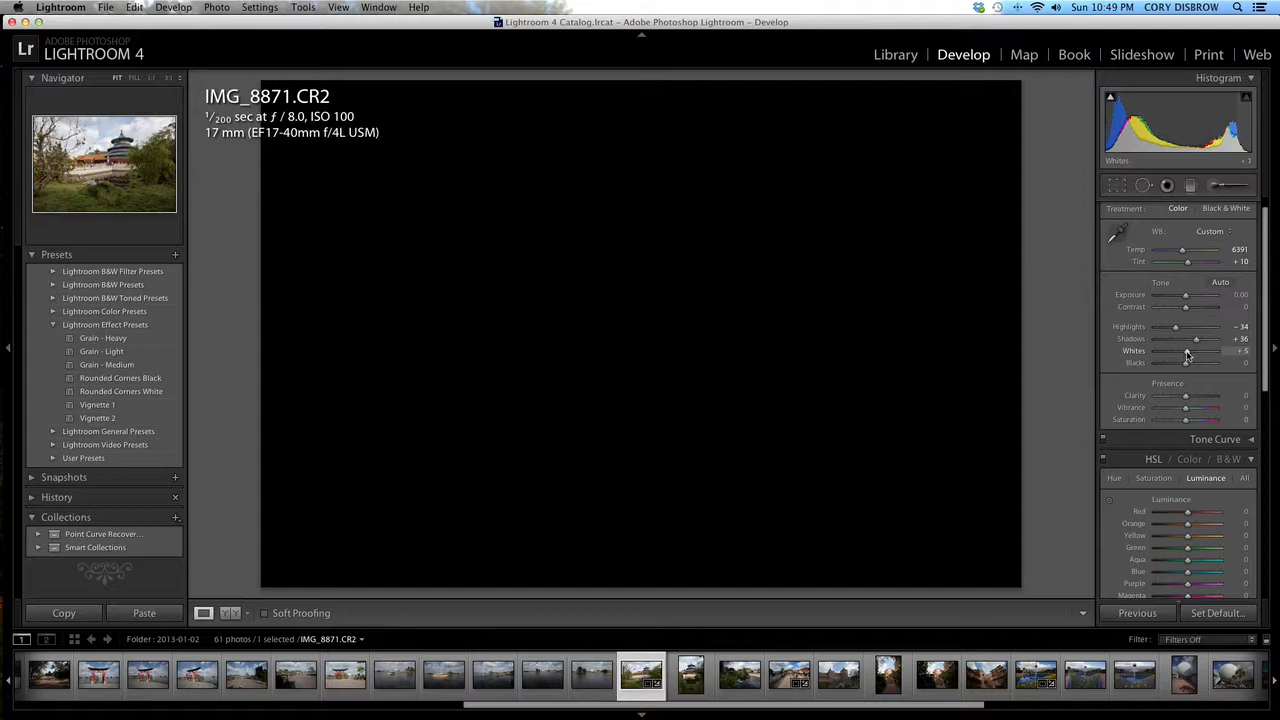 Lightroom File Edit Develop Photo Settings Tools View Window Help Sun 10:49 PM CORY DISBROW
Lightroom 4 Catalog.lrcat – Adobe Photoshop Lightroom – Develop
Lr ADOBE PHOTOSHOP
LIGHTROOM 4
Library Develop Map Book Slideshow Print Web
Navigator FIT FILL 1:1 1:1
IMG_8871.CR2
1/200 sec at ƒ / 8.0, ISO 100
17 mm (EF17-40mm f/4L USM)
Presets
Lightroom B&W Filter Presets
Lightroom B&W Presets
Lightroom B&W Toned Presets
Lightroom Color Presets
Lightroom Effect Presets
Grain - Heavy
Grain - Light
Grain - Medium
Rounded Corners Black
Rounded Corners White
Vignette 1
Vignette 2
Lightroom General Presets
Lightroom Video Presets
User Presets
Snapshots
History
Collections
Point Curve Recover...
Smart Collections
Copy Paste
Soft Proofing
Histogram
Whites + 1
Treatment : Color Black & White
WB : Custom
Temp 6391
Tint + 10
Tone Auto
Exposure 0.00
Contrast 0
Highlights – 34
Shadows + 36
Whites + 5
Blacks 0
Presence
Clarity 0
Vibrance 0
Saturation 0
Tone Curve
HSL / Color / B & W
Hue Saturation Luminance All
Luminance
Red 0
Orange 0
Yellow 0
Green 0
Aqua 0
Blue 0
Purple 0
Magenta 0
Previous Set Default...
1 2 Folder : 2013-01-02 61 photos / 1 selected / IMG_8871.CR2 Filter : Filters Off